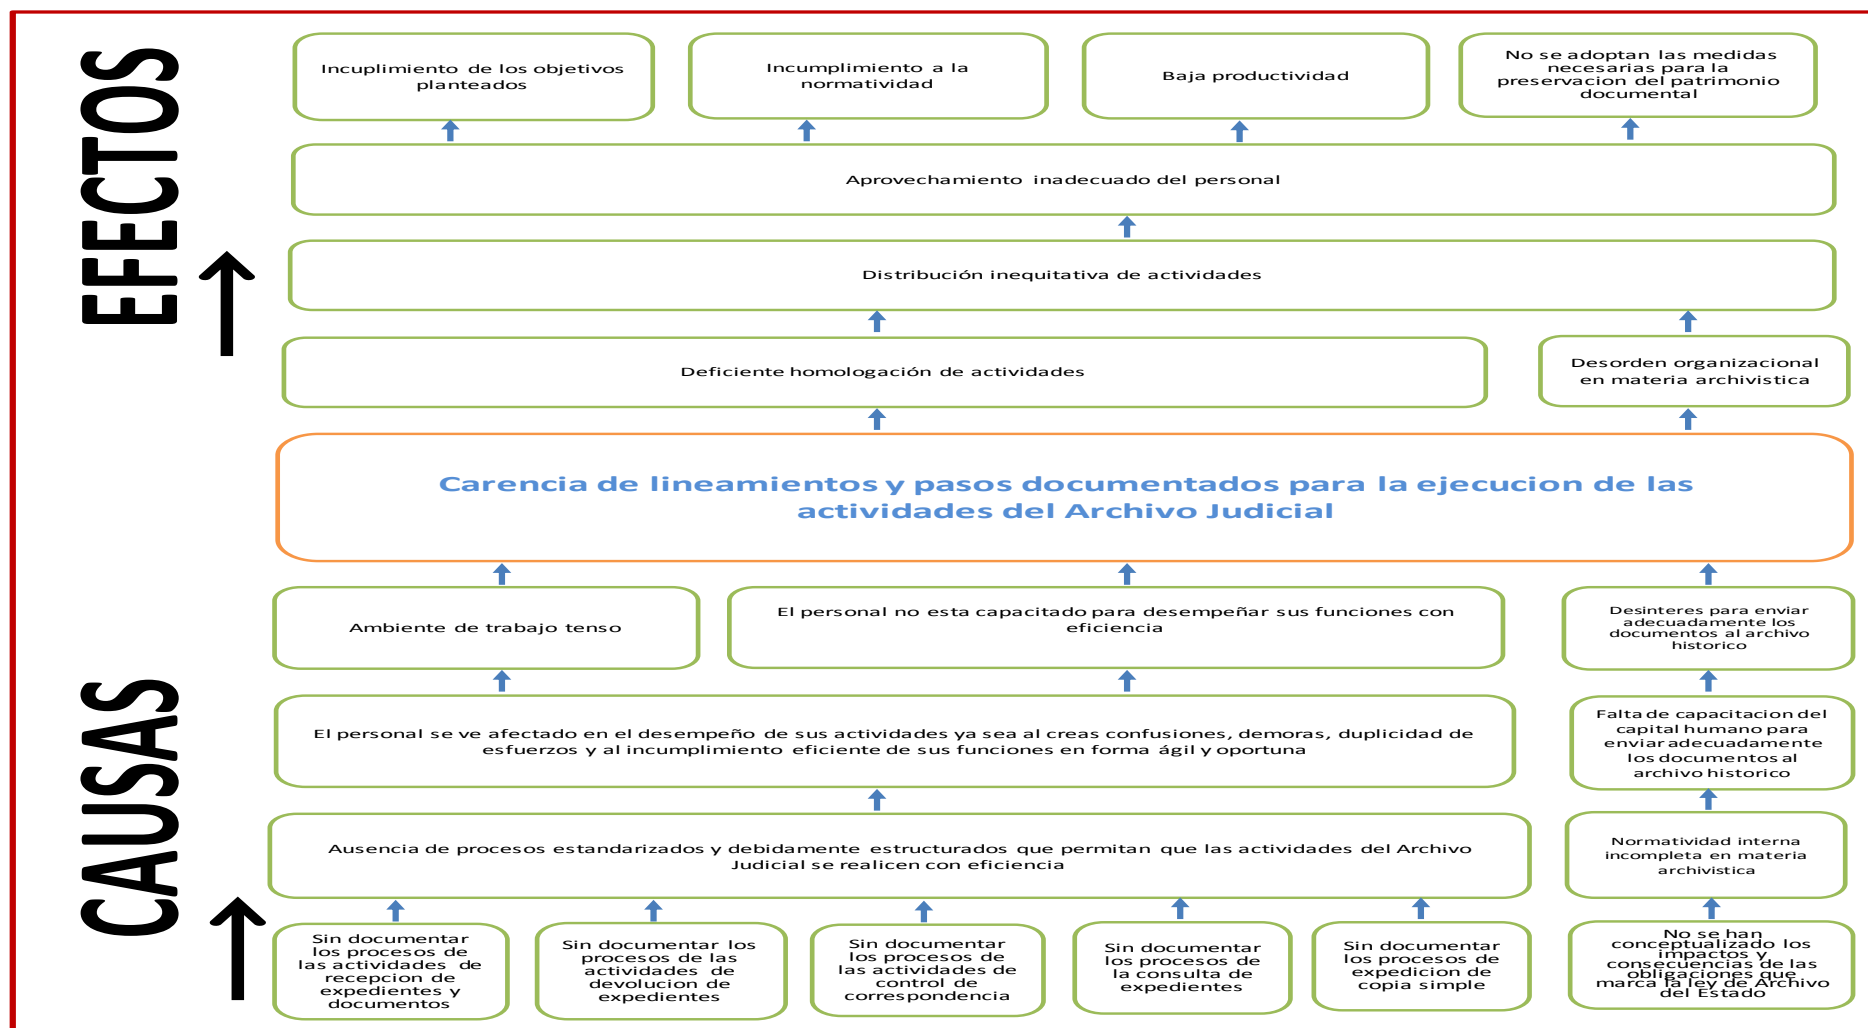 EFECTOS
Incuplimiento de los objetivos
planteados
Incumplimiento a la
normatividad
Baja productividad
No se adoptan las medidas
necesarias para la
preservacion del patrimonio
documental
Aprovechamiento inadecuado del personal
Distribución inequitativa de actividades
Deficiente homologación de actividades
Desorden organizacional
en materia archivistica
Carencia de lineamientos y pasos documentados para la ejecucion de las
actividades del Archivo Judicial
CAUSAS
Ambiente de trabajo tenso
El personal no esta capacitado para desempeñar sus funciones con
eficiencia
Desinteres para enviar
adecuadamente los
documentos al archivo
historico
El personal se ve afectado en el desempeño de sus actividades ya sea al creas confusiones, demoras, duplicidad de
esfuerzos y al incumplimiento eficiente de sus funciones en forma ágil y oportuna
Falta de capacitacion del
capital humano para
enviar adecuadamente
los documentos al
archivo historico
Ausencia de procesos estandarizados y debidamente estructurados que permitan que las actividades del Archivo
Judicial se realicen con eficiencia
Normatividad interna
incompleta en materia
archivistica
Sin documentar
los procesos de
las actividades de
recepcion de
expedientes y
documentos
Sin documentar los
procesos de las
actividades de
devolucion de
expedientes
Sin documentar
los procesos de
las actividades de
control de
correspondencia
Sin documentar
los procesos de
la consulta de
expedientes
Sin documentar
los procesos de
expedicion de
copia simple
No se han
conceptualizado los
impactos y
consecuencias de las
obligaciones que
marca la ley de Archivo
del Estado